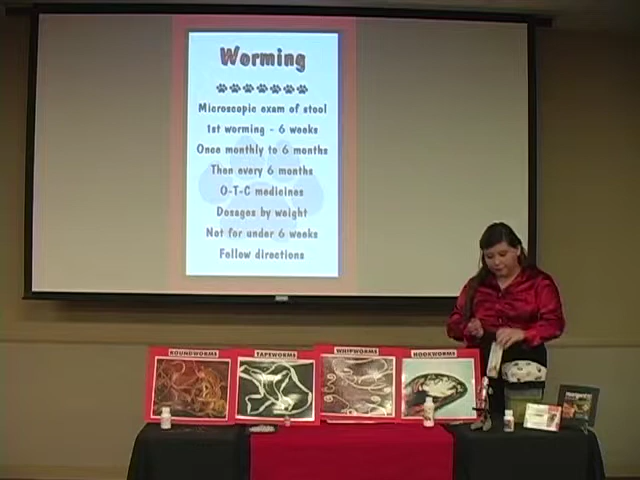 Worming
Microscopic exam of stool
1st worming - 6 weeks
Once monthly to 6 months
Then every 6 months
O-T-C medicines
Dosages by weight
Not for under 6 weeks
Follow directions
ROUNDWORMS
TAPEWORMS
WHIPWORMS
HOOKWORMS